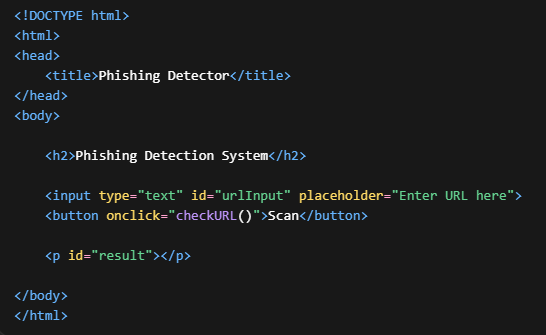 <!DOCTYPE html>
<html>
<head>
    <title>Phishing Detector</title>
</head>
<body>

    <h2>Phishing Detection System</h2>

    <input type="text" id="urlInput" placeholder="Enter URL here">
    <button onclick="checkURL()">Scan</button>

    <p id="result"></p>

</body>
</html>